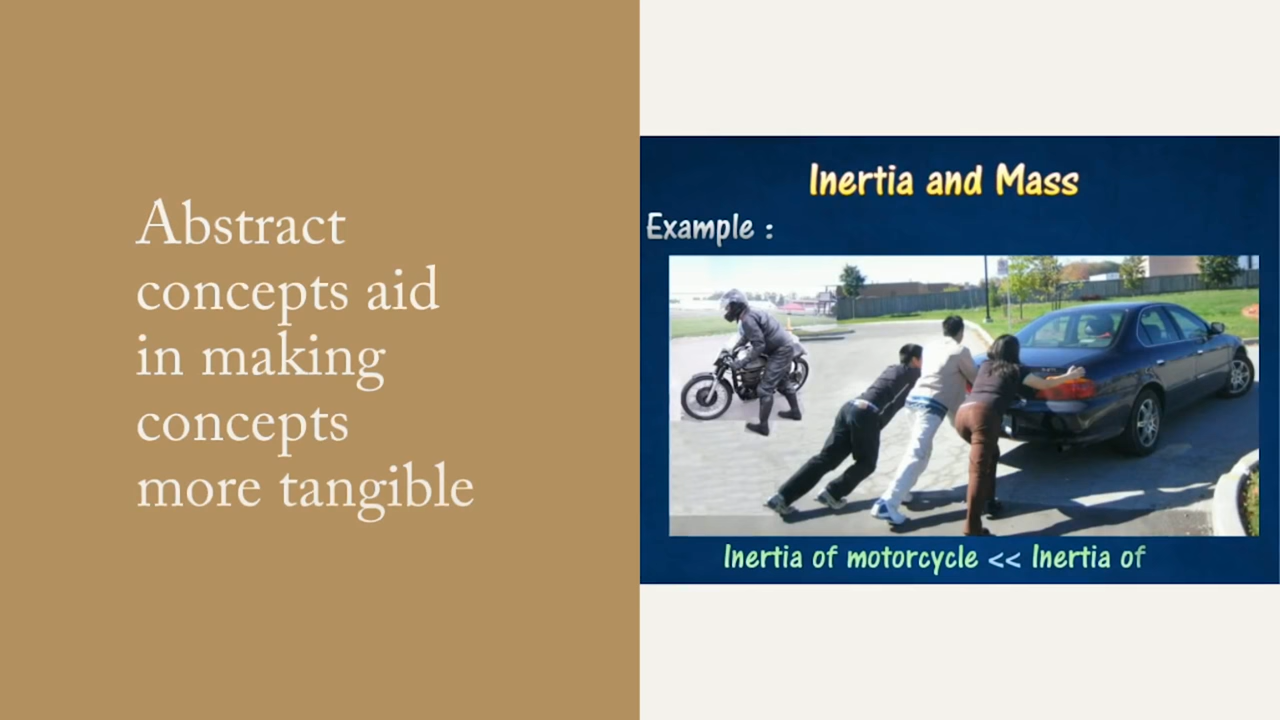 Abstract
concepts aid
in making
concepts
more tangible
Inertia and Mass
Example :
Inertia of motorcycle << Inertia of